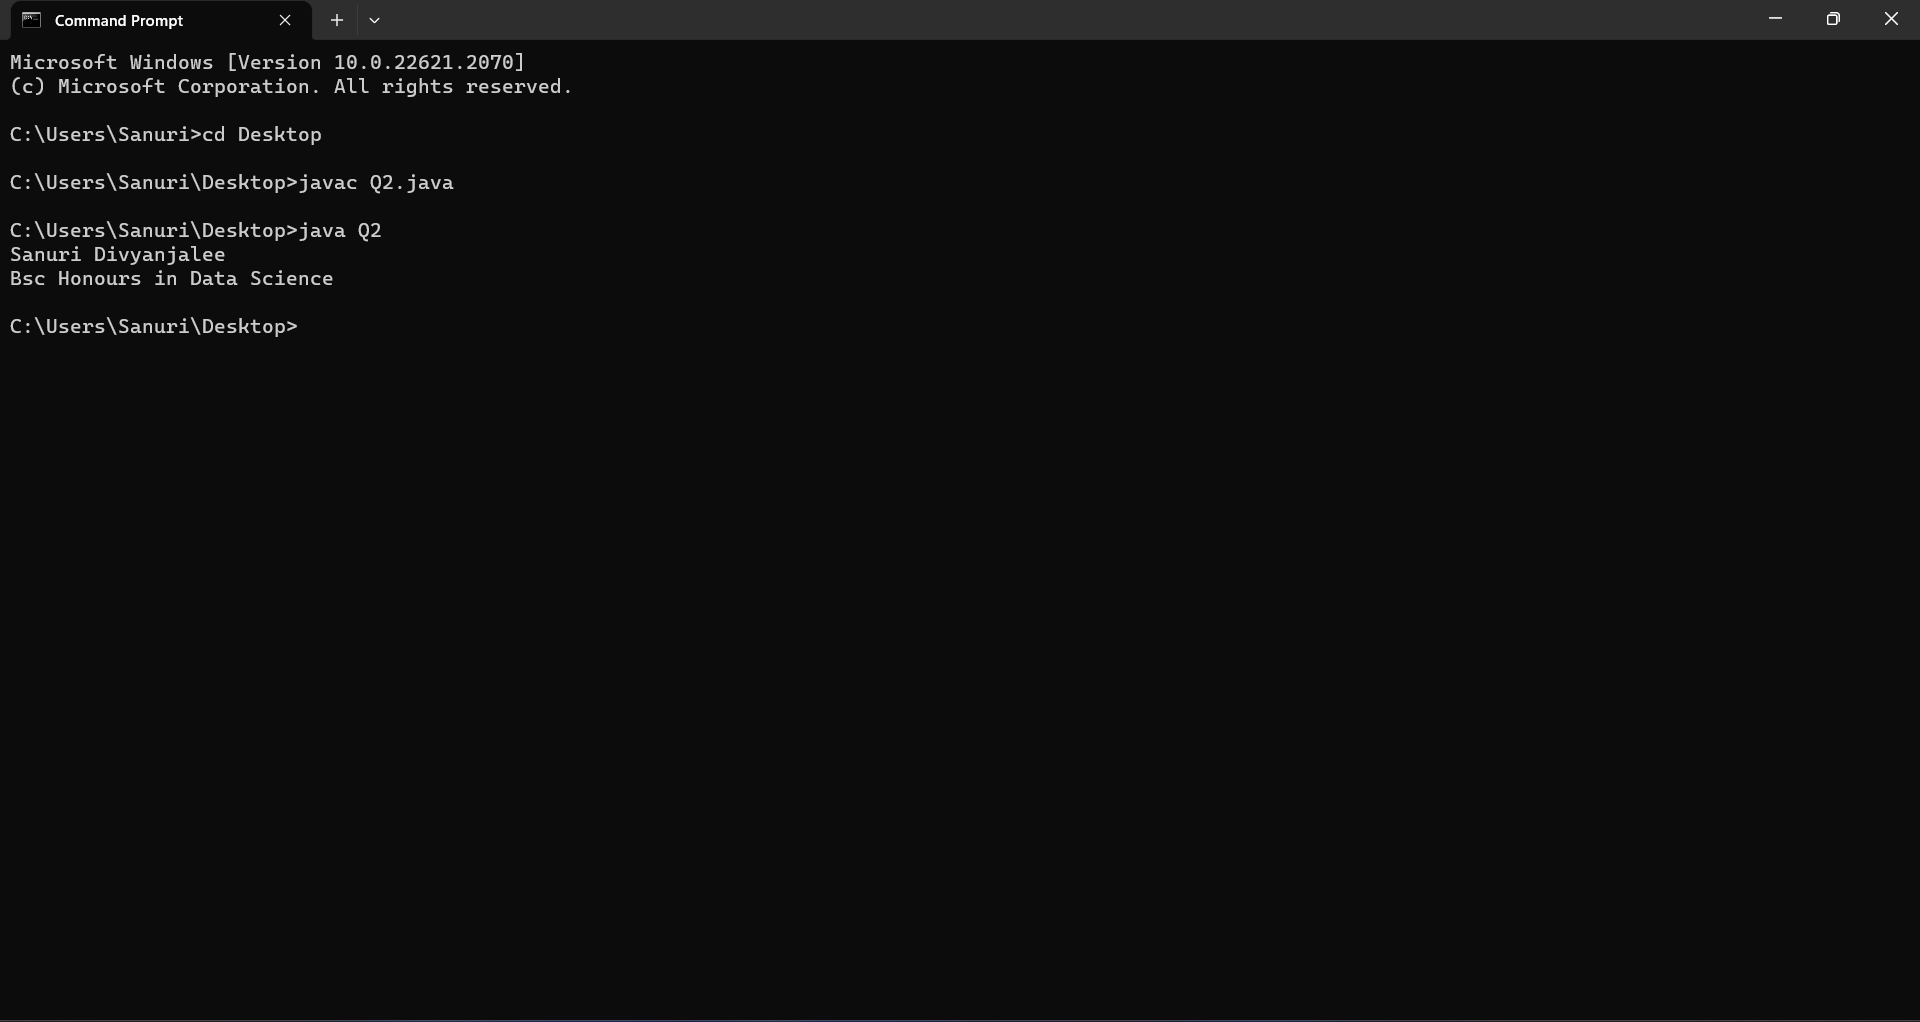 Command Prompt
Microsoft Windows [Version 10.0.22621.2070]
(c) Microsoft Corporation. All rights reserved.
C:\Users\Sanuri>cd Desktop
C:\Users\Sanuri\Desktop>javac Q2.java
C:\Users\Sanuri\Desktop>java Q2
Sanuri Divyanjalee
Bsc Honours in Data Science
C:\Users\Sanuri\Desktop>